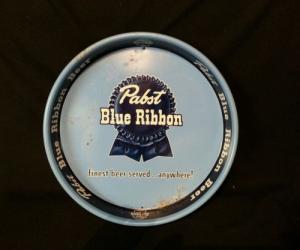 Pabst
Blue Ribbon
Finest beer served...anywhere!
Pabst Blue Ribbon Beer
Pabst Blue Ribbon Beer